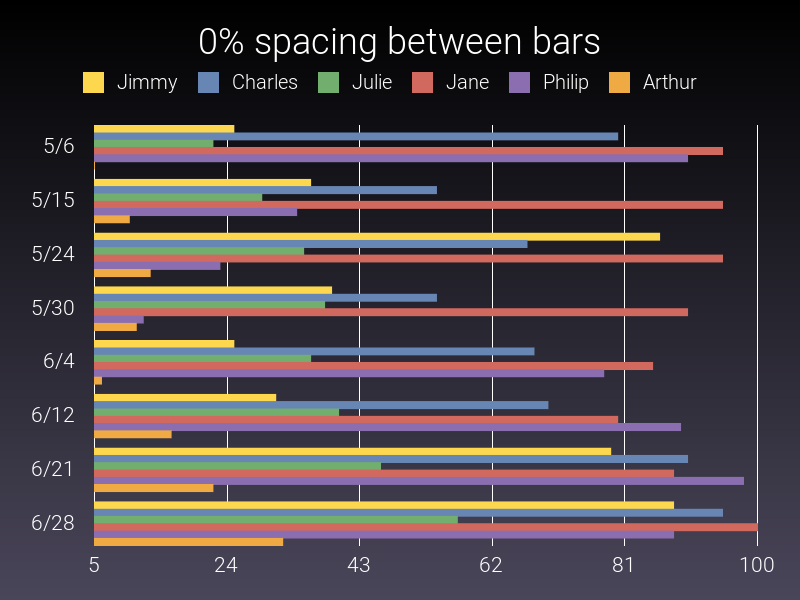 0% spacing between bars
Jimmy Charles Julie Jane Philip Arthur
5/6
5/15
5/24
5/30
6/4
6/12
6/21
6/28
5 24 43 62 81 100